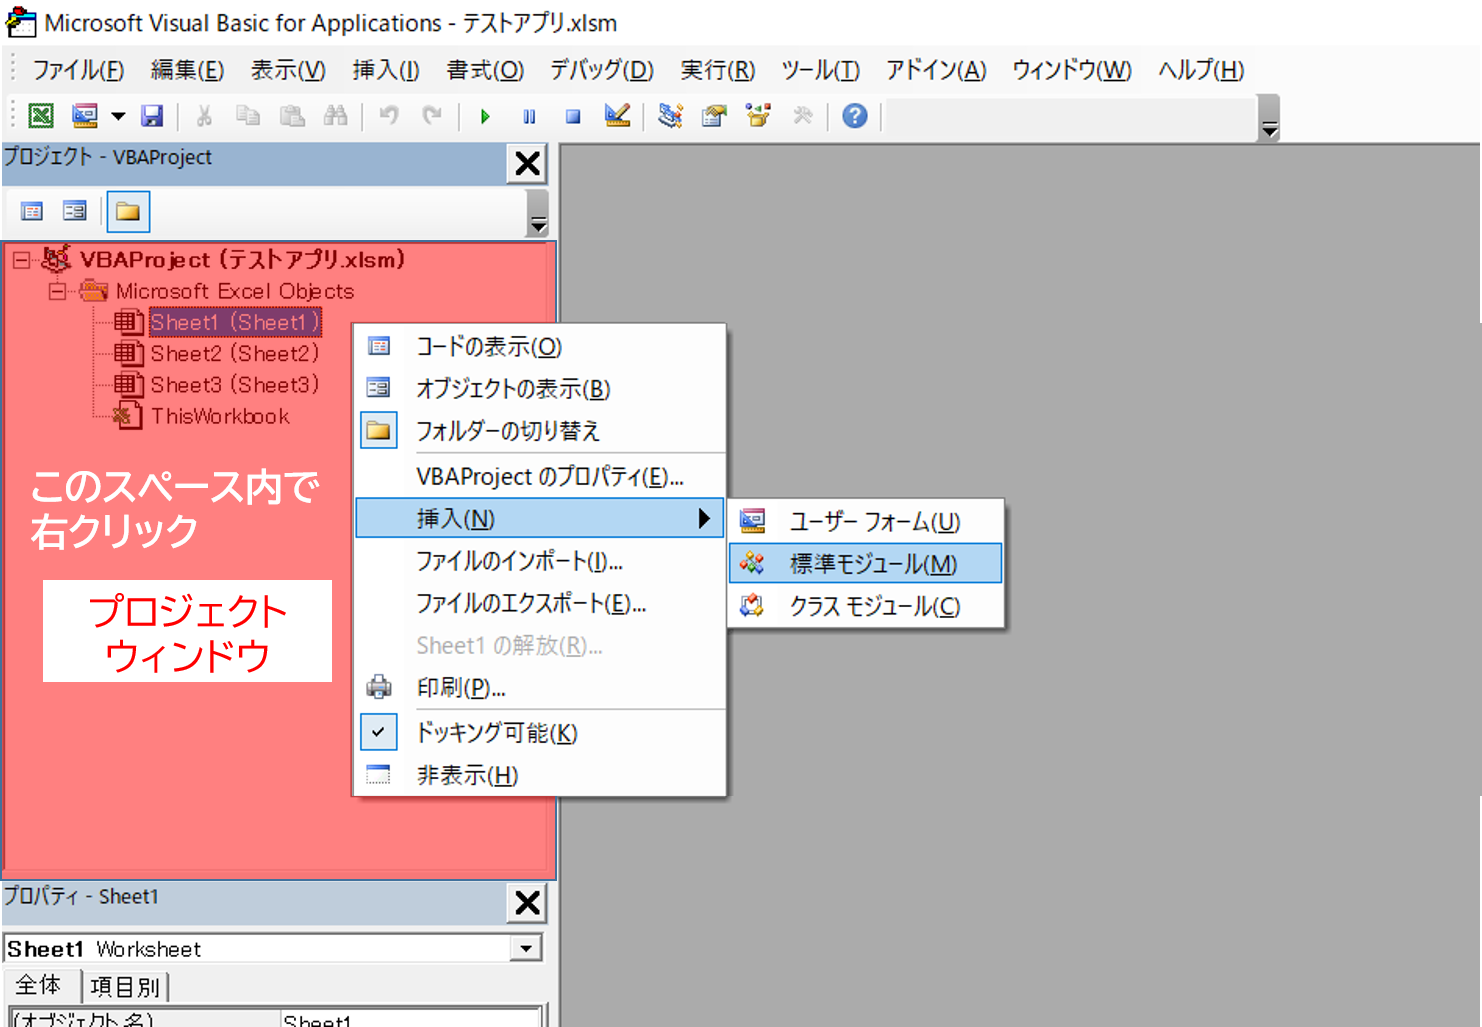 Microsoft Visual Basic for Applications - テストアプリ.xlsm
ファイル(F) 編集(E) 表示(V) 挿入(I) 書式(O) デバッグ(D) 実行(R) ツール(T) アドイン(A) ウィンドウ(W) ヘルプ(H)
プロジェクト - VBAProject
VBAProject (テストアプリ.xlsm)
Microsoft Excel Objects
Sheet1 (Sheet1)
Sheet2 (Sheet2)
Sheet3 (Sheet3)
ThisWorkbook
このスペース内で
右クリック
プロジェクト
ウィンドウ
コードの表示(O)
オブジェクトの表示(B)
フォルダーの切り替え
VBAProject のプロパティ(E)...
挿入(N)
ファイルのインポート(I)...
ファイルのエクスポート(E)...
Sheet1 の解放(R)...
印刷(P)...
ドッキング可能(K)
非表示(H)
ユーザー フォーム(U)
標準モジュール(M)
クラス モジュール(C)
プロパティ - Sheet1
Sheet1 Worksheet
全体 項目別
(オブジェクト名) Sheet1